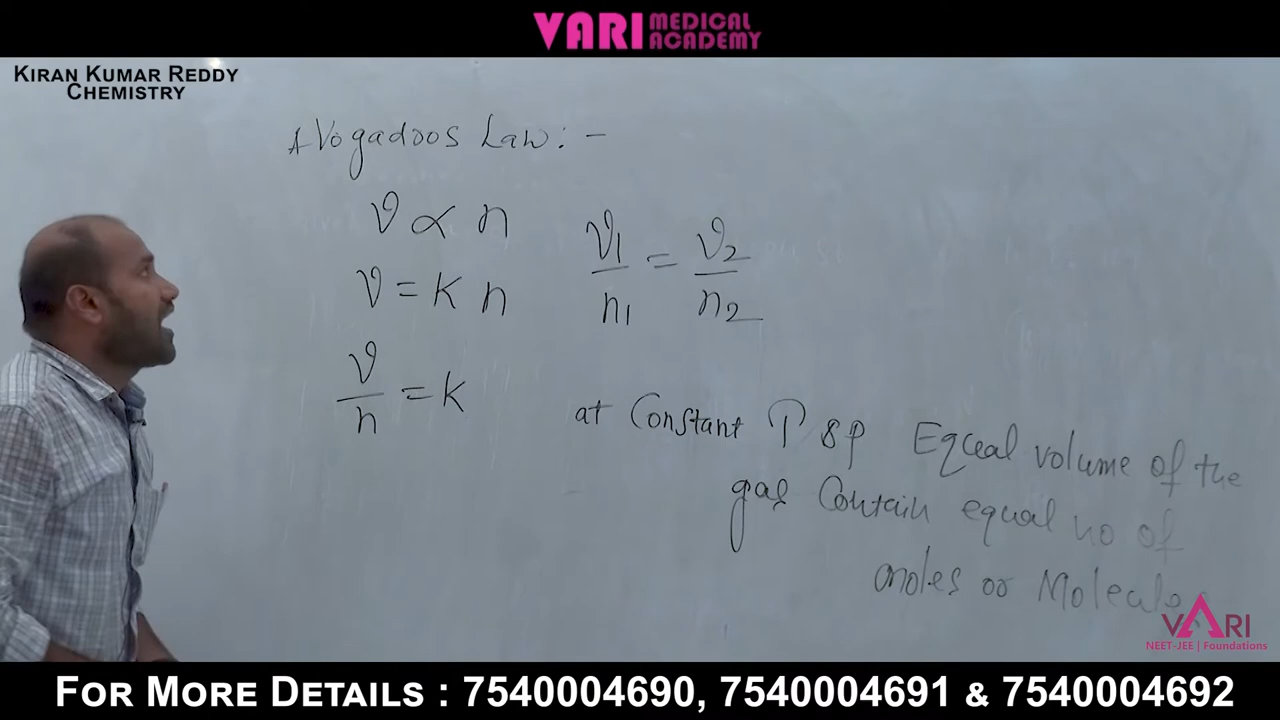 VARI MEDICAL ACADEMY
KIRAN KUMAR REDDY
CHEMISTRY
AVogadros Law: -
V ∝ n
V = K n
V/n = K
V1/n1 = V2/n2
at Constant T & P Equal volume of the
gas Contain equal no of
moles or Molecule
VARI
NEET-JEE | Foundations
FOR MORE DETAILS : 7540004690, 7540004691 & 7540004692